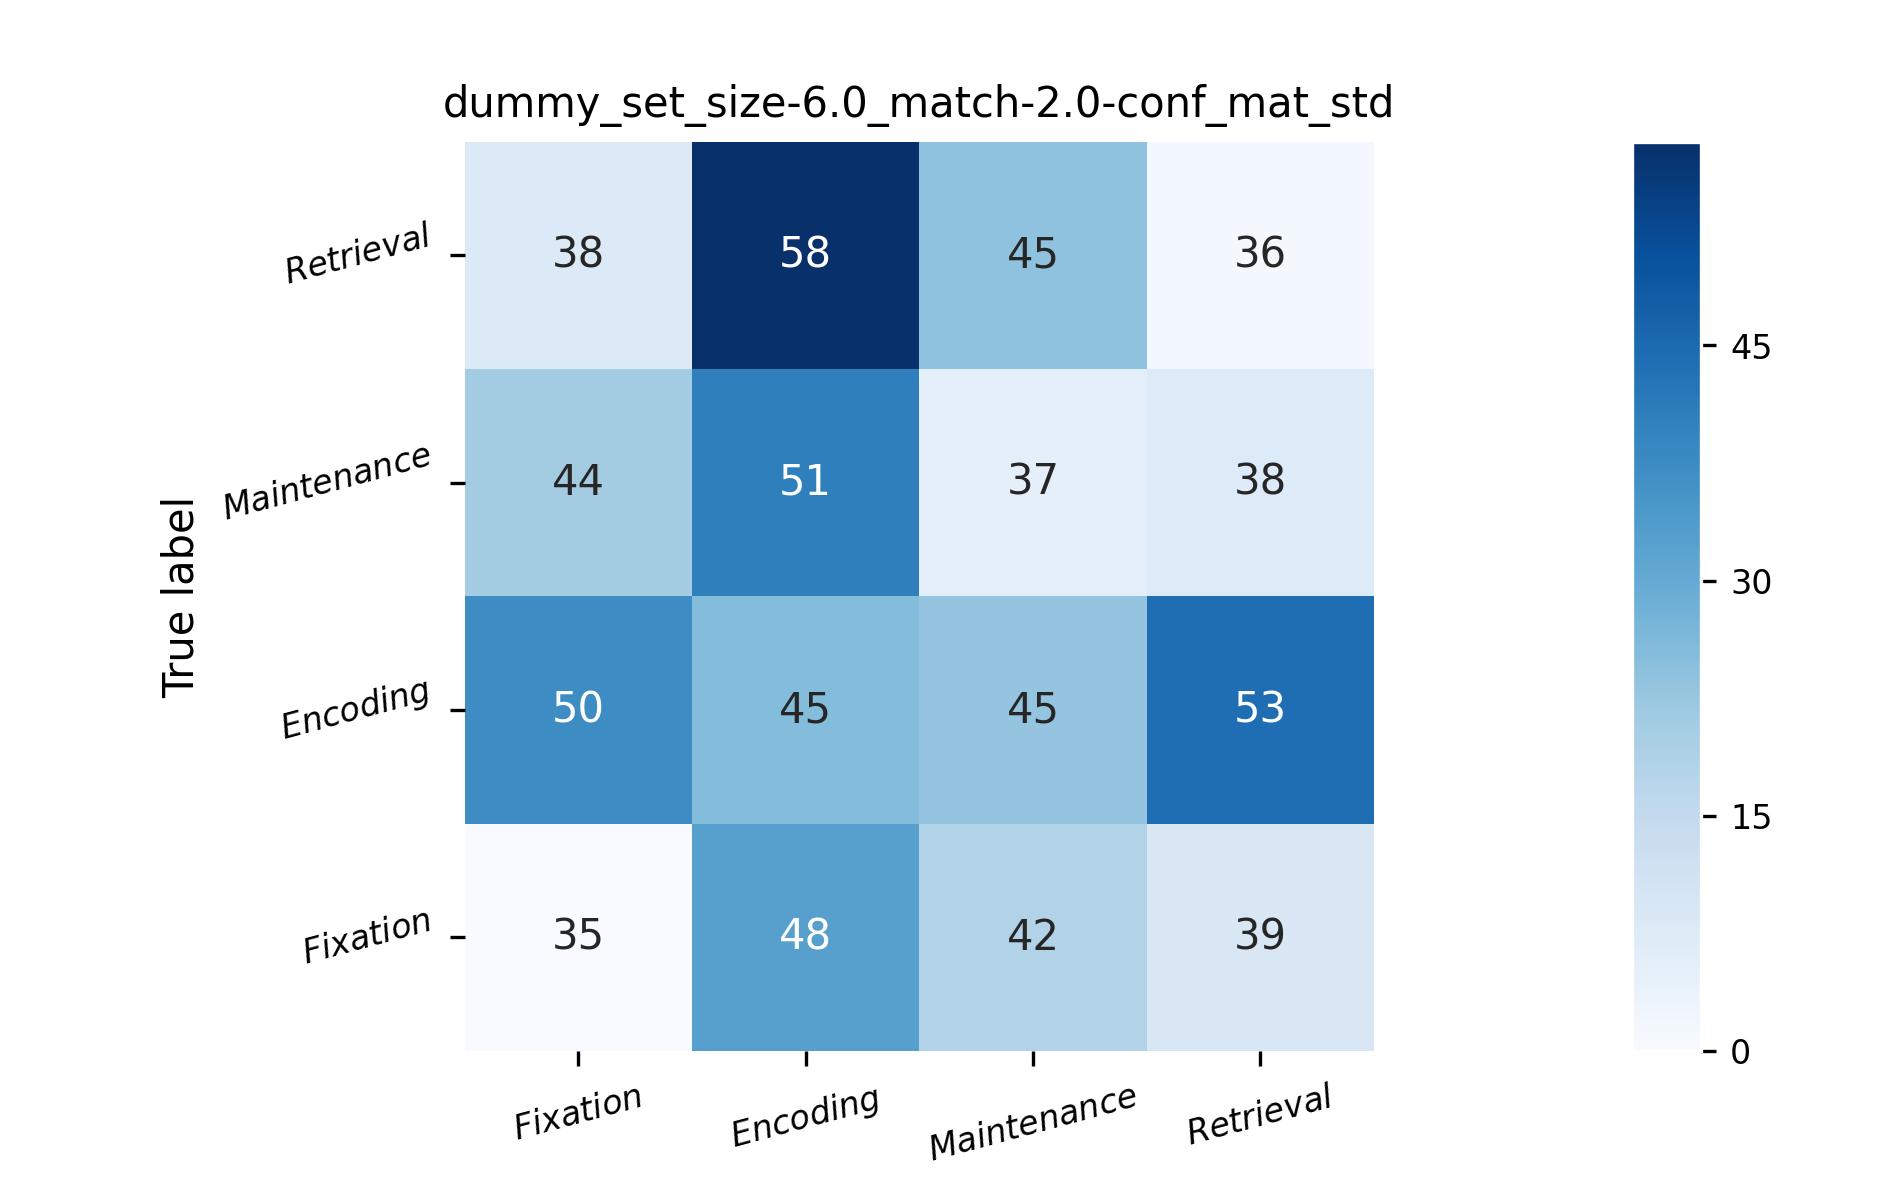 dummy_set_size-6.0_match-2.0-conf_mat_std
True label
Retrieval 38 58 45 36
Maintenance 44 51 37 38
Encoding 50 45 45 53
Fixation 35 48 42 39
Fixation Encoding Maintenance Retrieval
45
30
15
0